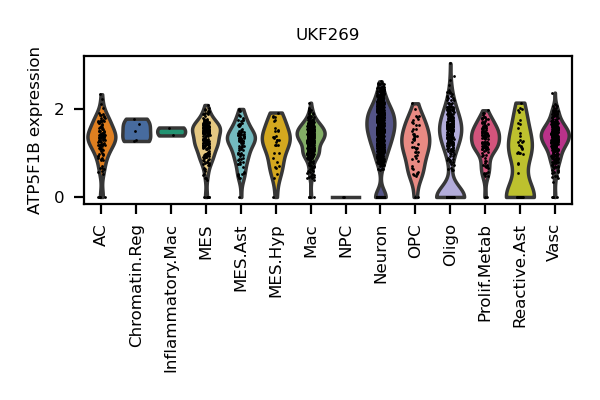 UKF269
ATP5F1B expression
2
0
AC
Chromatin.Reg
Inflammatory.Mac
MES
MES.Ast
MES.Hyp
Mac
NPC
Neuron
OPC
Oligo
Prolif.Metab
Reactive.Ast
Vasc